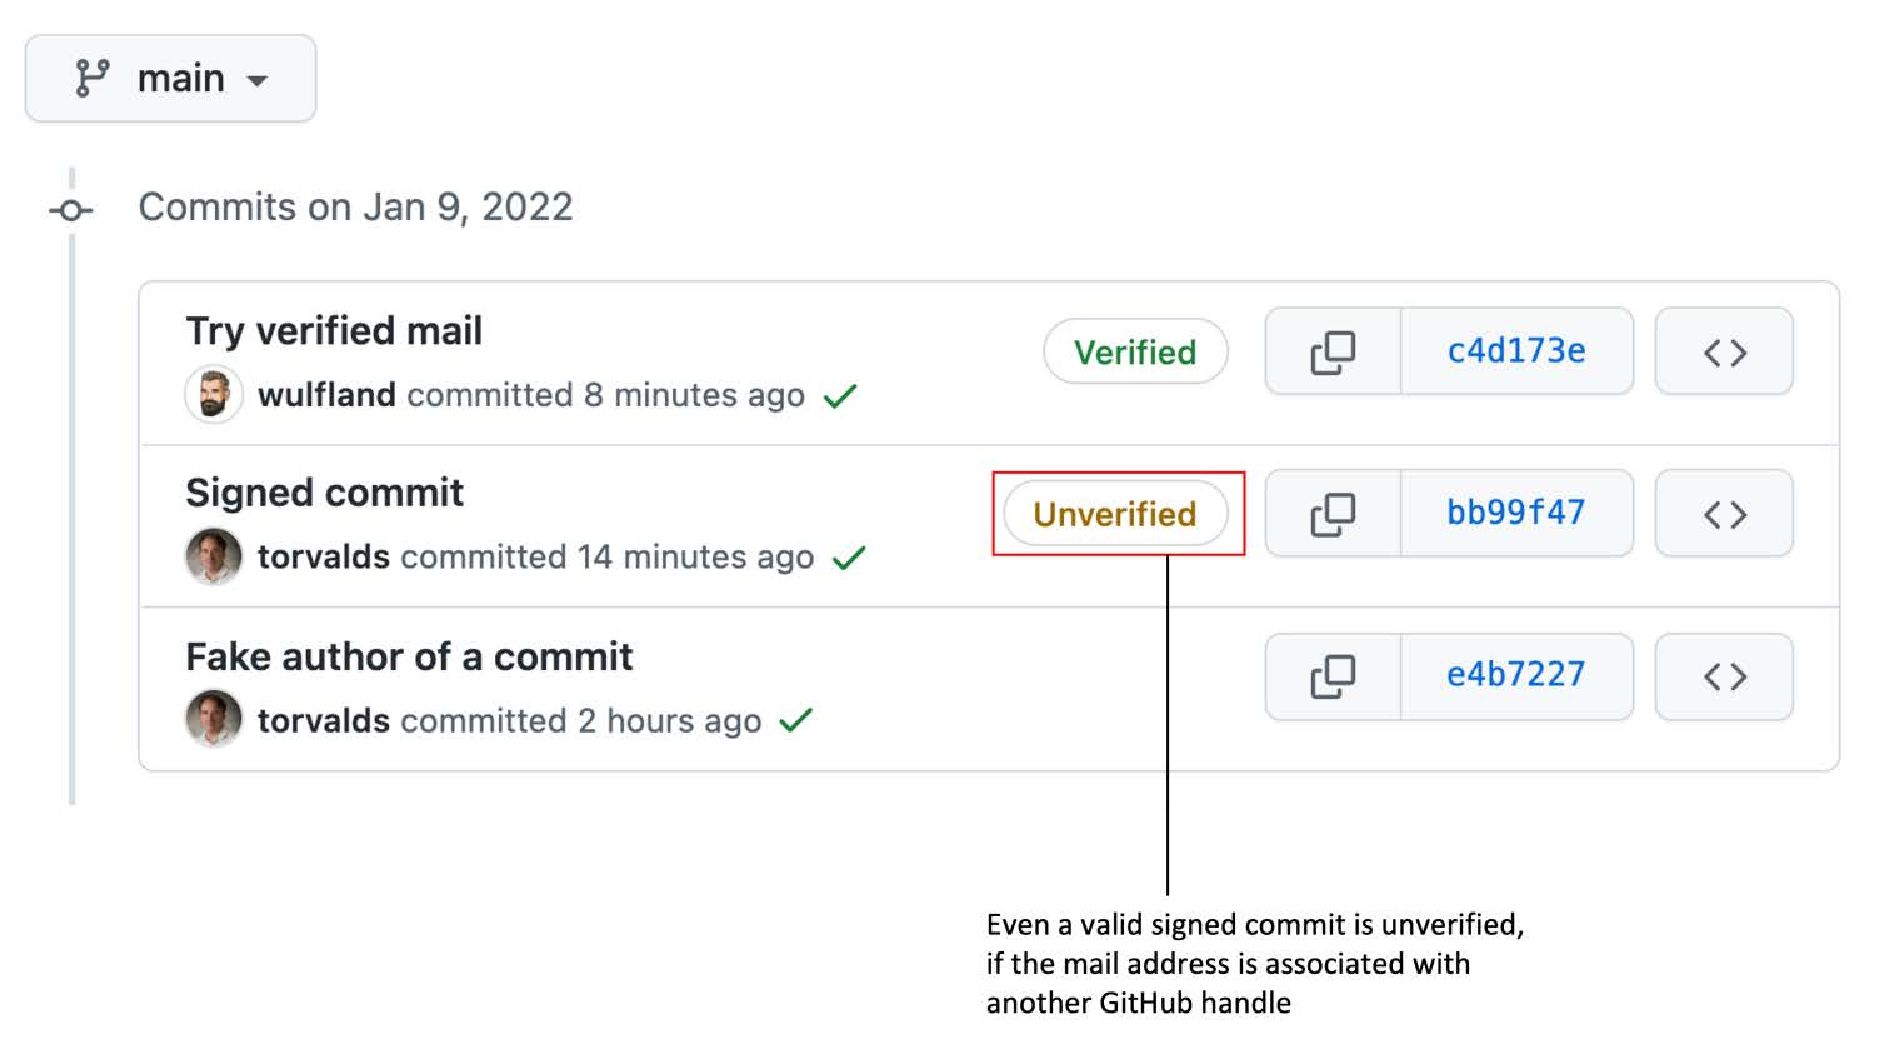 main
Commits on Jan 9, 2022
Try verified mail
wulfland committed 8 minutes ago
Verified
c4d173e
Signed commit
torvalds committed 14 minutes ago
Unverified
bb99f47
Fake author of a commit
torvalds committed 2 hours ago
e4b7227
Even a valid signed commit is unverified,
if the mail address is associated with
another GitHub handle